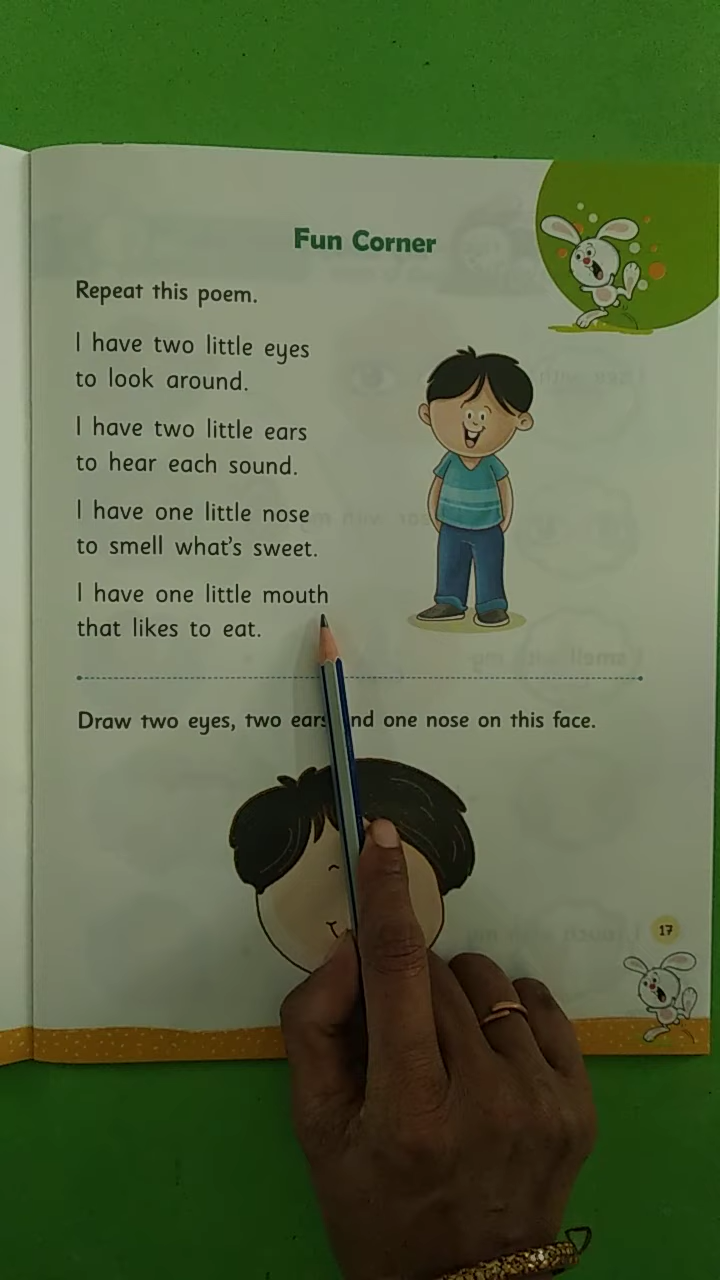 Fun Corner
Repeat this poem.
I have two little eyes
to look around.
I have two little ears
to hear each sound.
I have one little nose
to smell what's sweet.
I have one little mouth
that likes to eat.
Draw two eyes, two ears and one nose on this face.
17